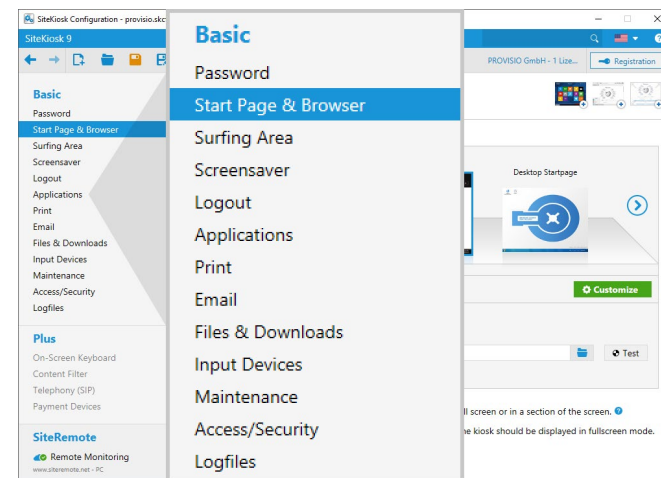 SiteKiosk Configuration - provisio.skc
SiteKiosk 9
PROVISIO GmbH - 1 Lize...
Registration
Basic
Password
Start Page & Browser
Surfing Area
Screensaver
Logout
Applications
Print
Email
Files & Downloads
Input Devices
Maintenance
Access/Security
Logfiles
Plus
On-Screen Keyboard
Content Filter
Telephony (SIP)
Payment Devices
SiteRemote
Remote Monitoring
www.siteremote.net - PC
Basic
Password
Start Page & Browser
Surfing Area
Screensaver
Logout
Applications
Print
Email
Files & Downloads
Input Devices
Maintenance
Access/Security
Logfiles
Desktop Startpage
Customize
Test
ll screen or in a section of the screen.
he kiosk should be displayed in fullscreen mode.